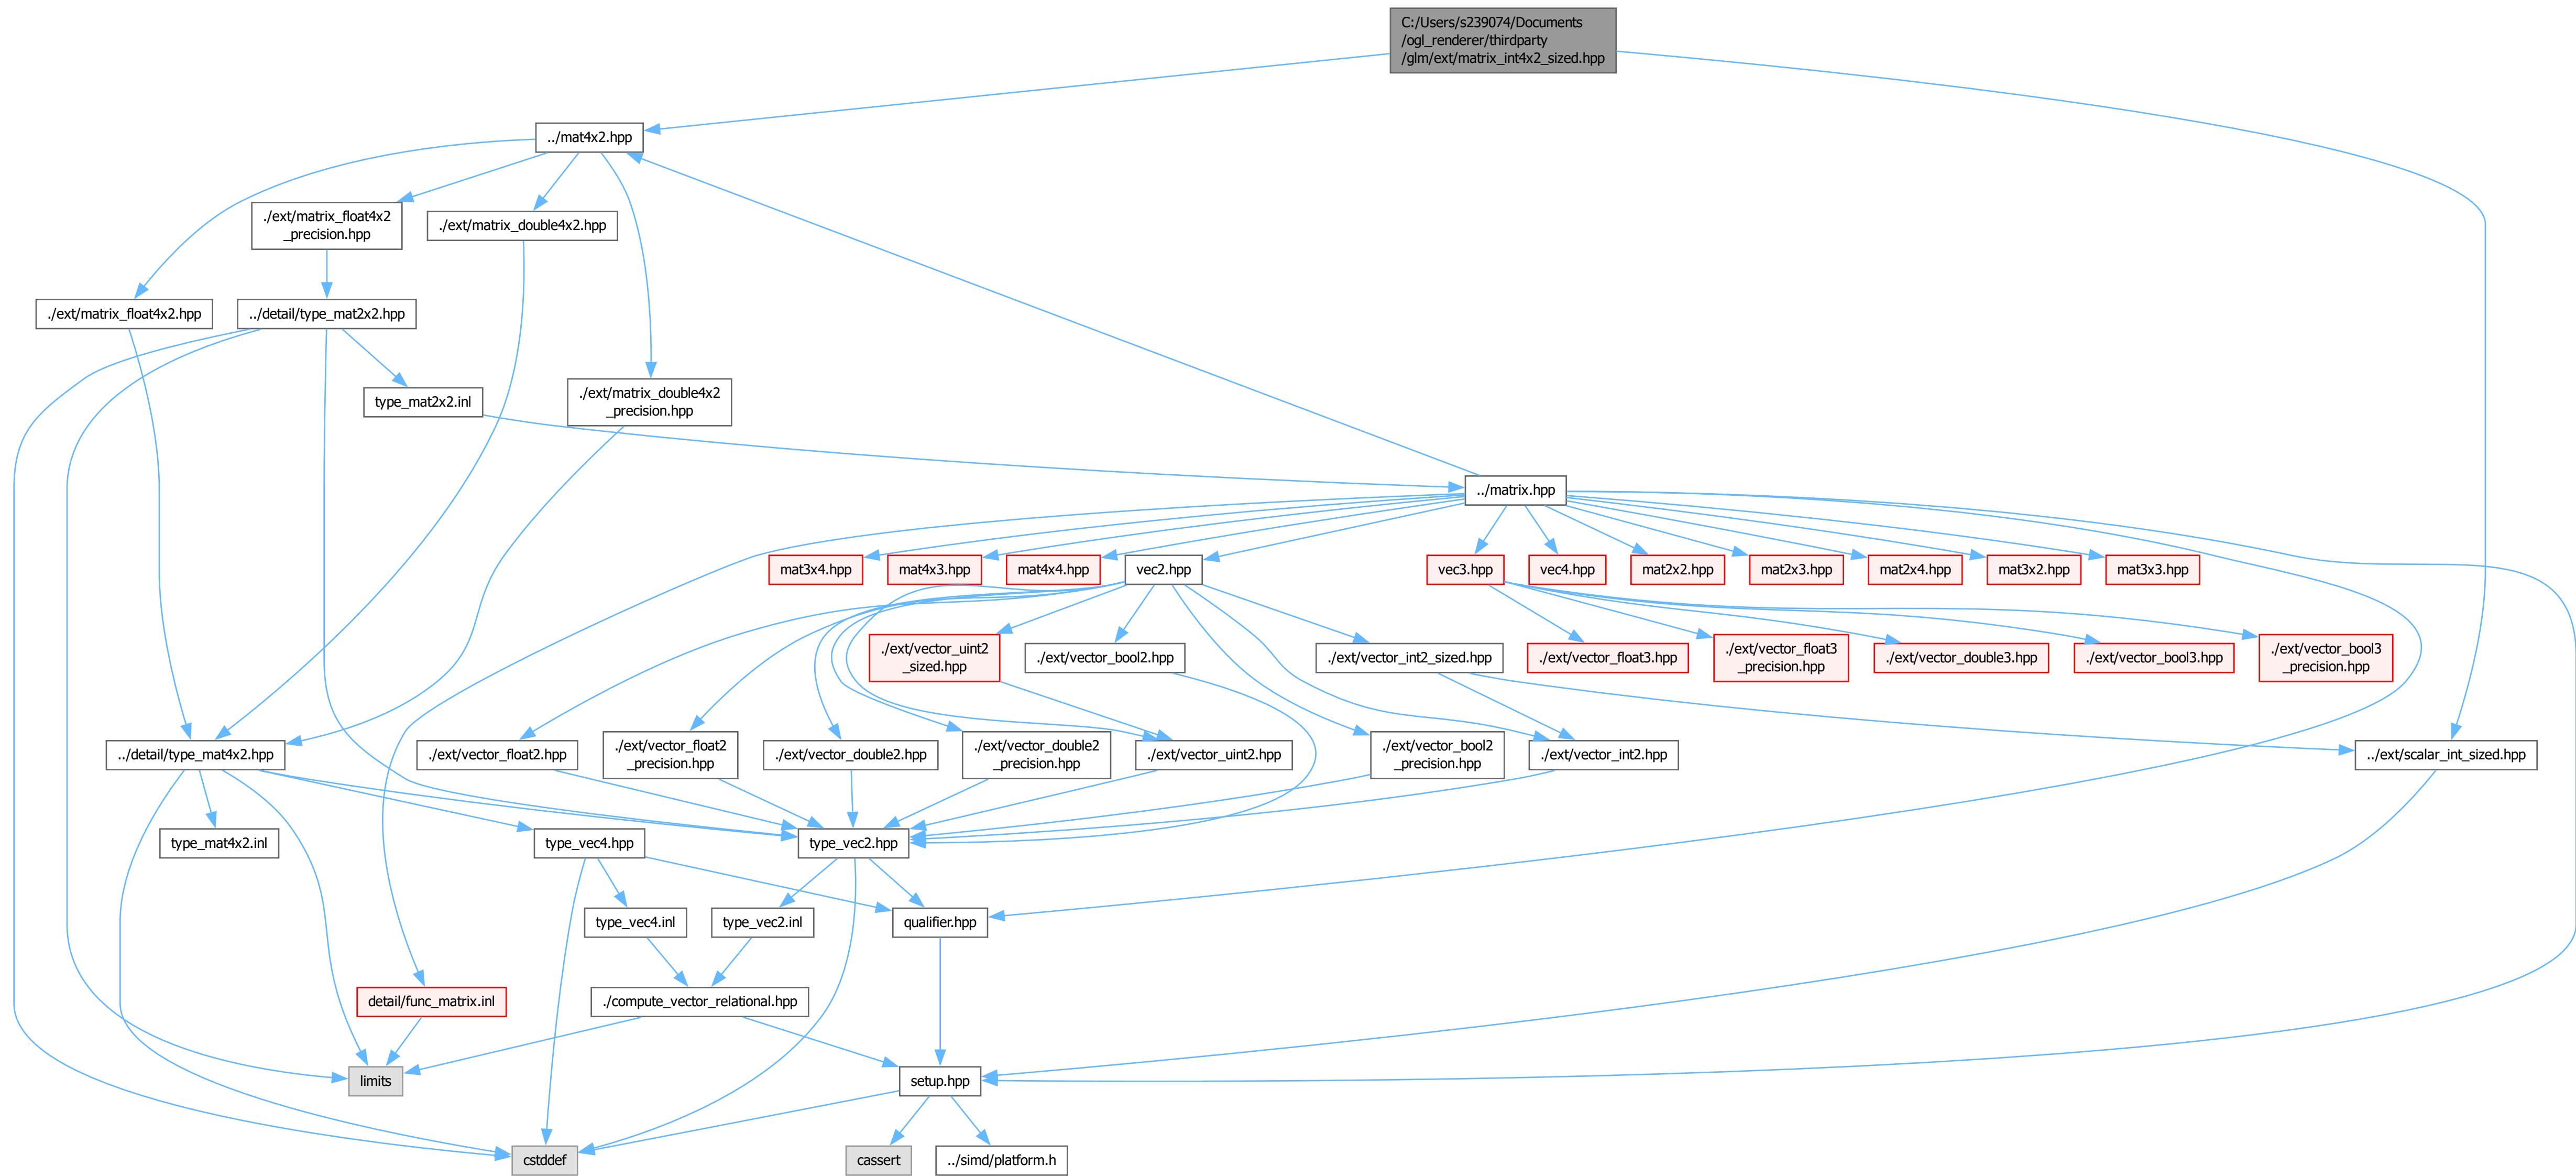 C:/Users/s239074/Documents
/ogl_renderer/thirdparty
/glm/ext/matrix_int4x2_sized.hpp
../mat4x2.hpp
./ext/matrix_float4x2
_precision.hpp
./ext/matrix_double4x2.hpp
./ext/matrix_float4x2.hpp
../detail/type_mat2x2.hpp
type_mat2x2.inl
./ext/matrix_double4x2
_precision.hpp
../matrix.hpp
mat3x4.hpp
mat4x3.hpp
mat4x4.hpp
vec2.hpp
vec3.hpp
vec4.hpp
mat2x2.hpp
mat2x3.hpp
mat2x4.hpp
mat3x2.hpp
mat3x3.hpp
./ext/vector_uint2
_sized.hpp
./ext/vector_bool2.hpp
./ext/vector_int2_sized.hpp
./ext/vector_float3.hpp
./ext/vector_float3
_precision.hpp
./ext/vector_double3.hpp
./ext/vector_bool3.hpp
./ext/vector_bool3
_precision.hpp
../detail/type_mat4x2.hpp
./ext/vector_float2.hpp
./ext/vector_float2
_precision.hpp
./ext/vector_double2.hpp
./ext/vector_double2
_precision.hpp
./ext/vector_uint2.hpp
./ext/vector_bool2
_precision.hpp
./ext/vector_int2.hpp
../ext/scalar_int_sized.hpp
type_mat4x2.inl
type_vec4.hpp
type_vec2.hpp
type_vec4.inl
type_vec2.inl
qualifier.hpp
detail/func_matrix.inl
./compute_vector_relational.hpp
limits
setup.hpp
cstddef
cassert
../simd/platform.h